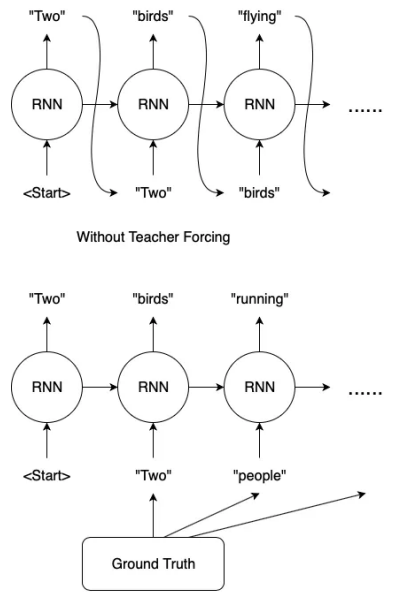 "Two" "birds" "flying"
RNN RNN RNN ......
<Start> "Two" "birds"
Without Teacher Forcing
"Two" "birds" "running"
RNN RNN RNN ......
<Start> "Two" "people"
Ground Truth